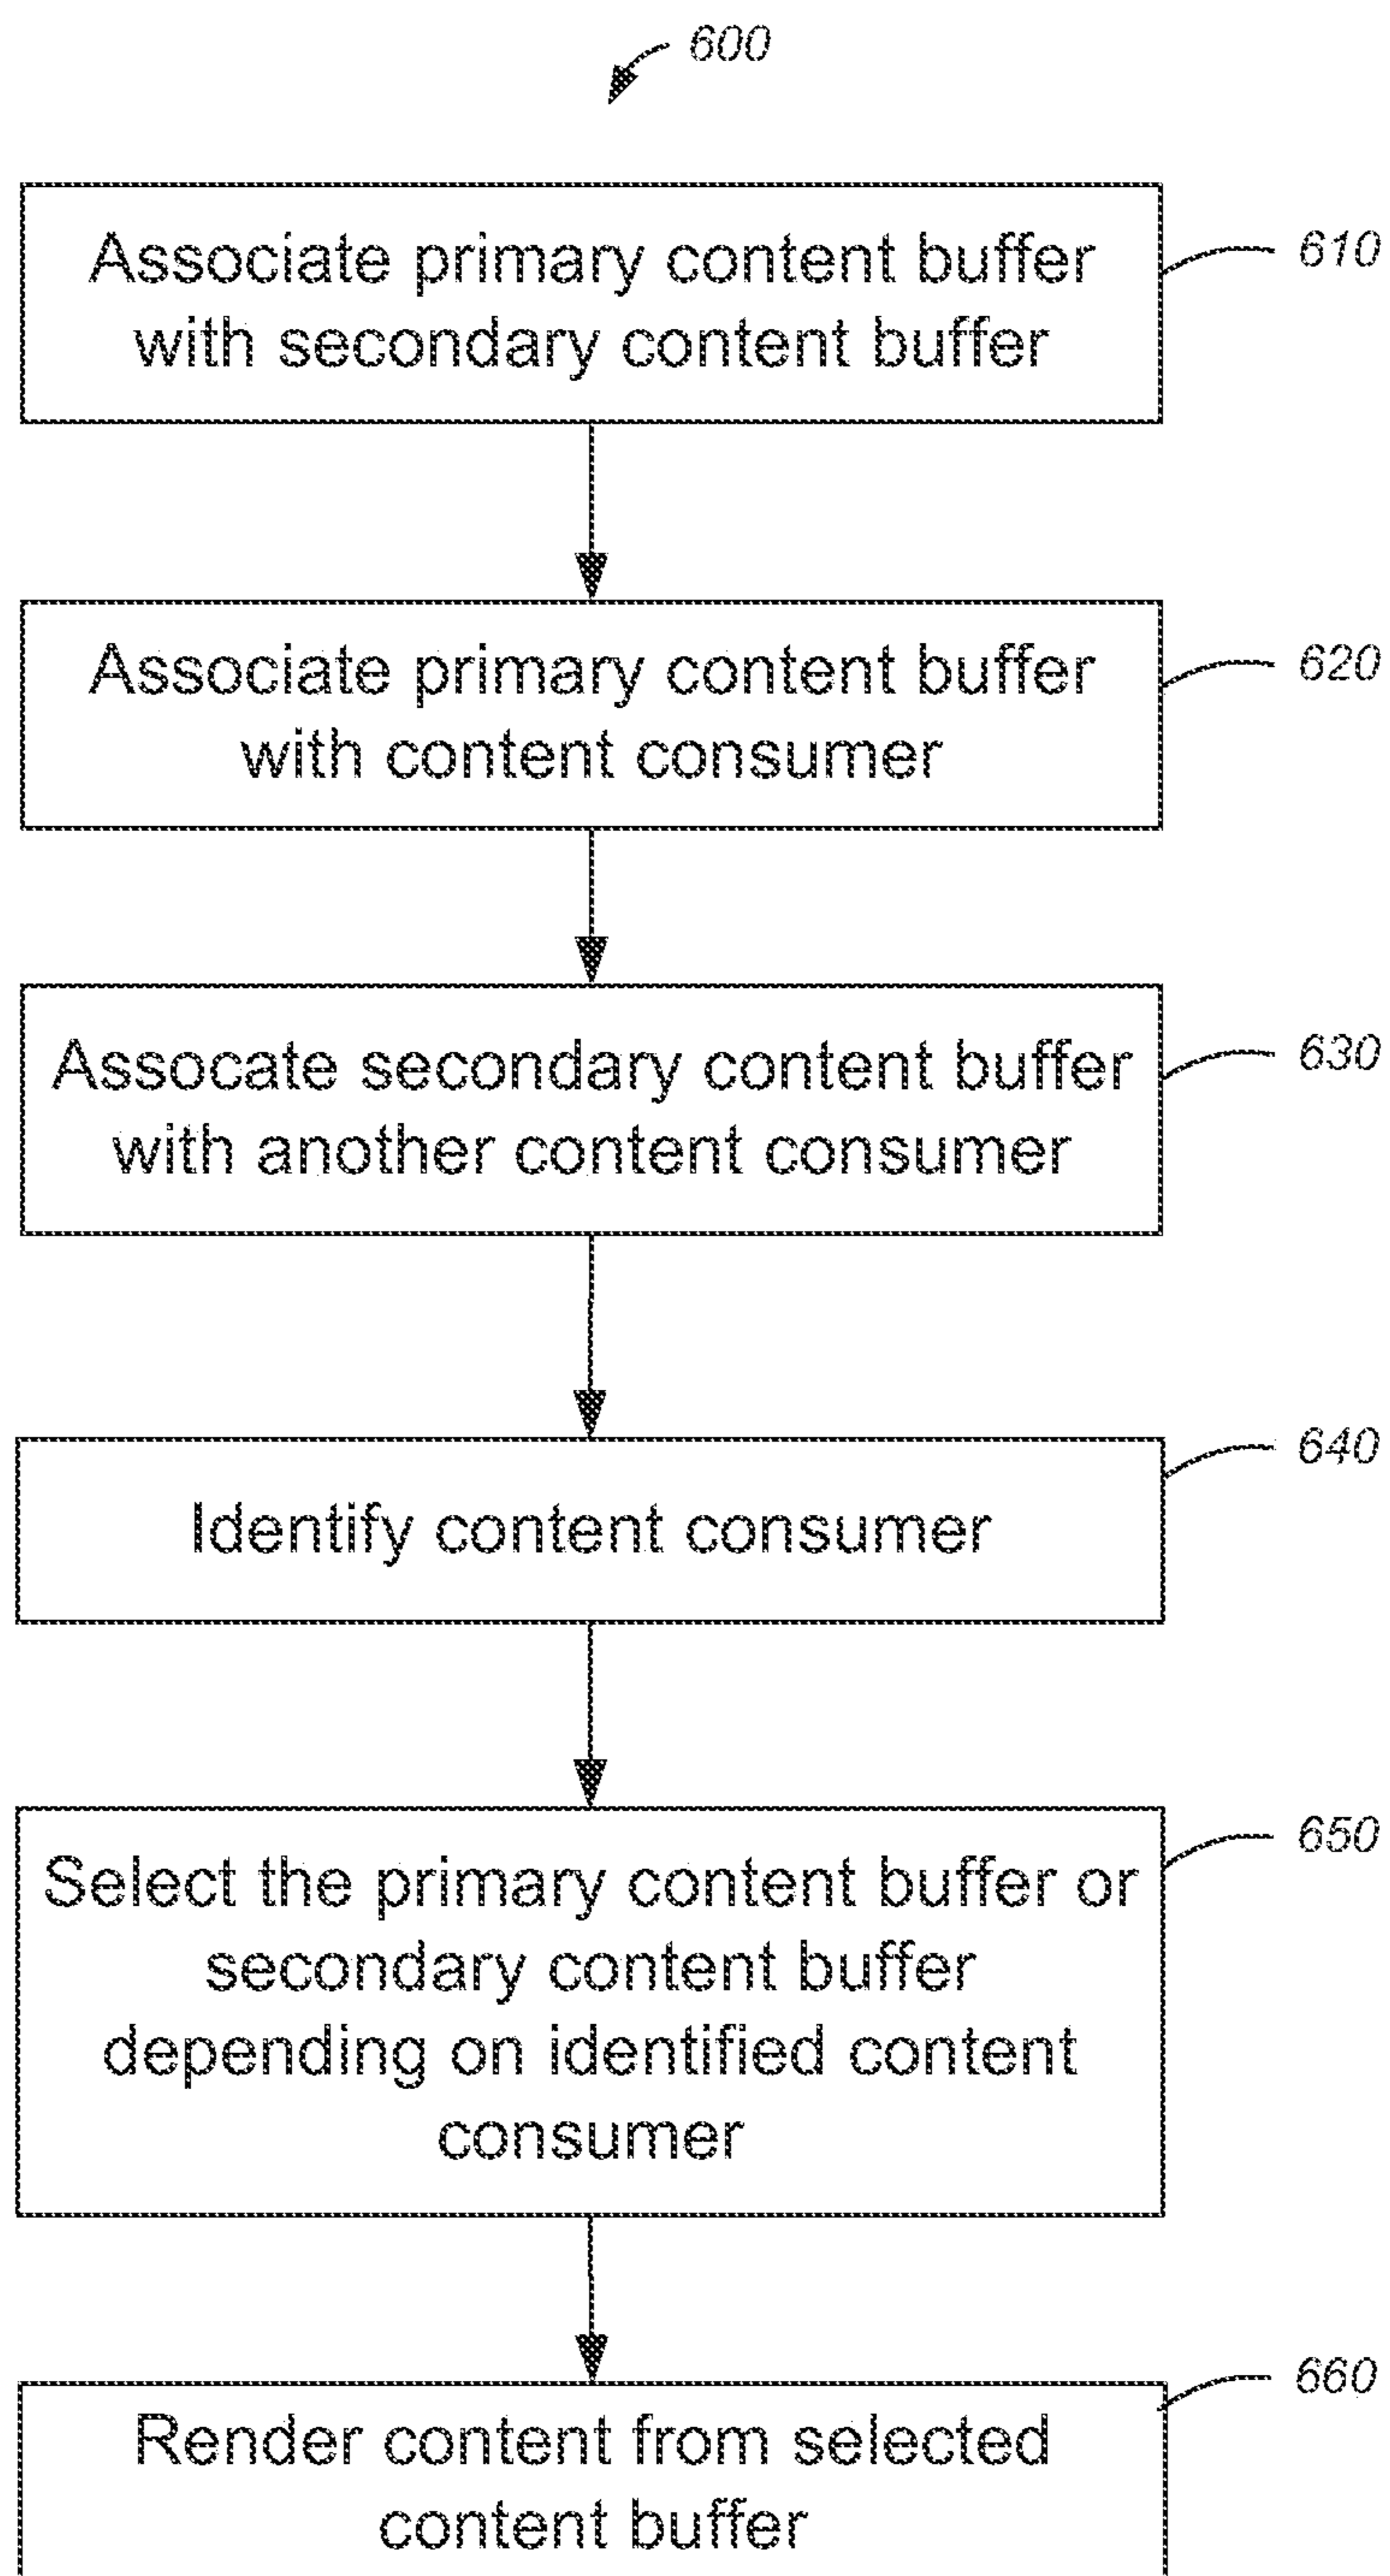 600
Associate primary content buffer
with secondary content buffer
610
Associate primary content buffer
with content consumer
620
Assocate secondary content buffer
with another content consumer
630
Identify content consumer
640
Select the primary content buffer or
secondary content buffer
depending on identified content
consumer
650
Render content from selected
content buffer
660